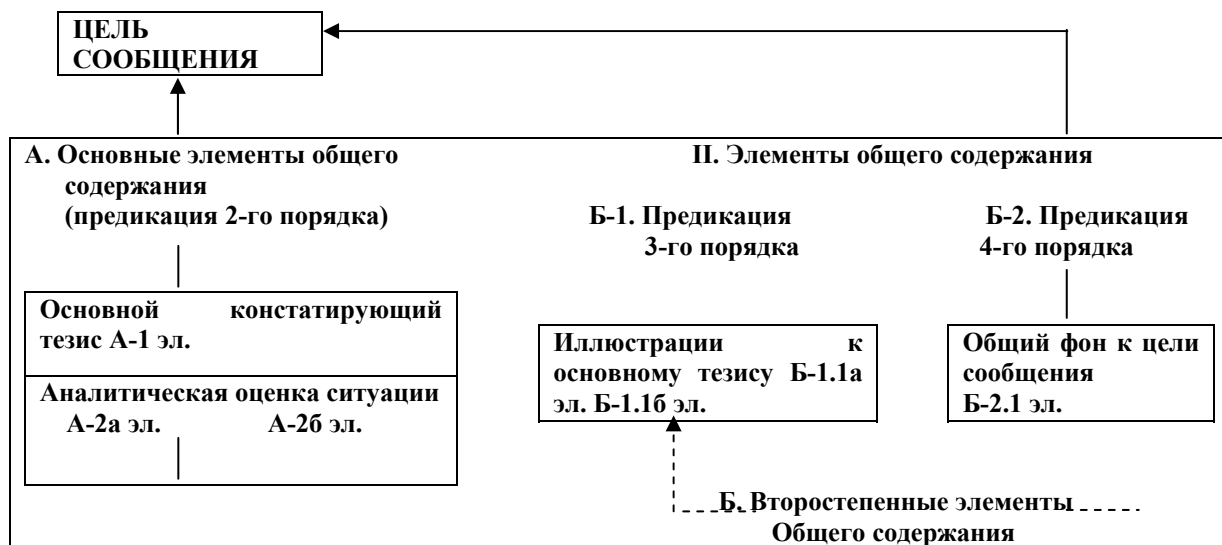 ЦЕЛЬ
СООБЩЕНИЯ
А. Основные элементы общего
содержания
(предикация 2-го порядка)
II. Элементы общего содержания
Б-1. Предикация
3-го порядка
Б-2. Предикация
4-го порядка
Основной констатирующий
тезис А-1 эл.
Аналитическая оценка ситуации
А-2а эл. А-2б эл.
Иллюстрации к
основному тезису Б-1.1а
эл. Б-1.1б эл.
Общий фон к цели
сообщения
Б-2.1 эл.
Б. Второстепенные элементы
Общего содержания